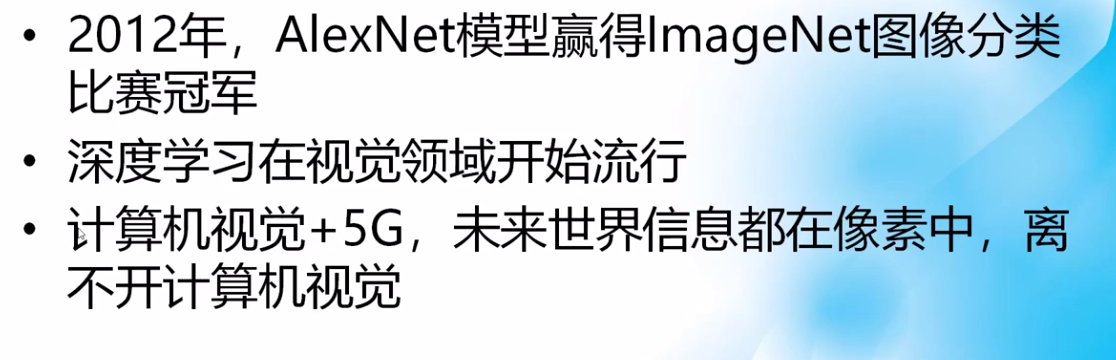 • 2012年，AlexNet模型赢得ImageNet图像分类
比赛冠军
• 深度学习在视觉领域开始流行
• 计算机视觉+5G，未来世界信息都在像素中，离
不开计算机视觉